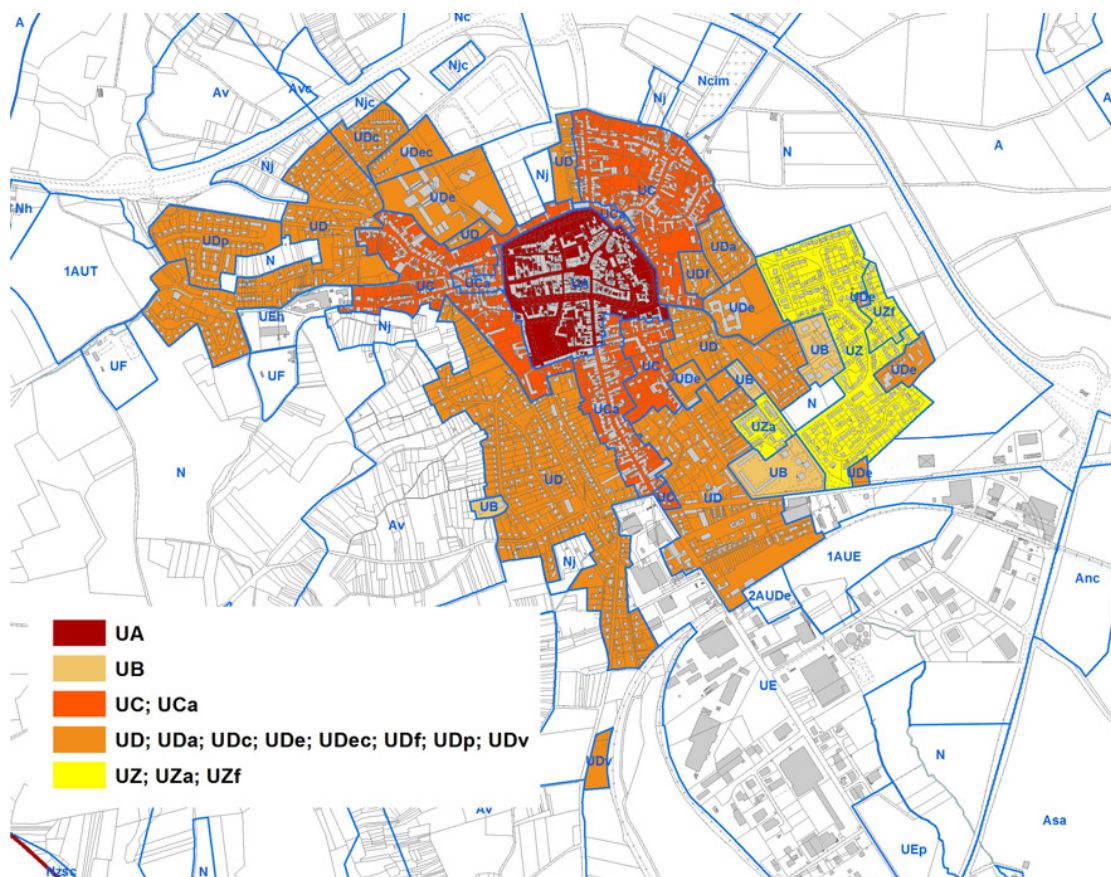 A
Nc
Njc
Av
Avc
Nj
Ncim
Njc
UDc
UDec
Nj
UD
A
N
A
Nh
Nj
UDe
UC
UD
UD
UCa
UDp
N
UDa
1AUT
UCa
UC
UA
UDf
UDe
UDe
UZf
UEh
Nj
UF
UF
UD
UB
UZ
UC
UDe
UB
UDe
N
UCa
UZa
N
UD
UB
UDe
UC
UD
UB
Av
Nj
1AUE
2AUDe
Anc
UE
N
UDv
Av
Asa
UEp
N
Nzsc
UA
UB
UC; UCa
UD; UDa; UDc; UDe; UDec; UDf; UDp; UDv
UZ; UZa; UZf